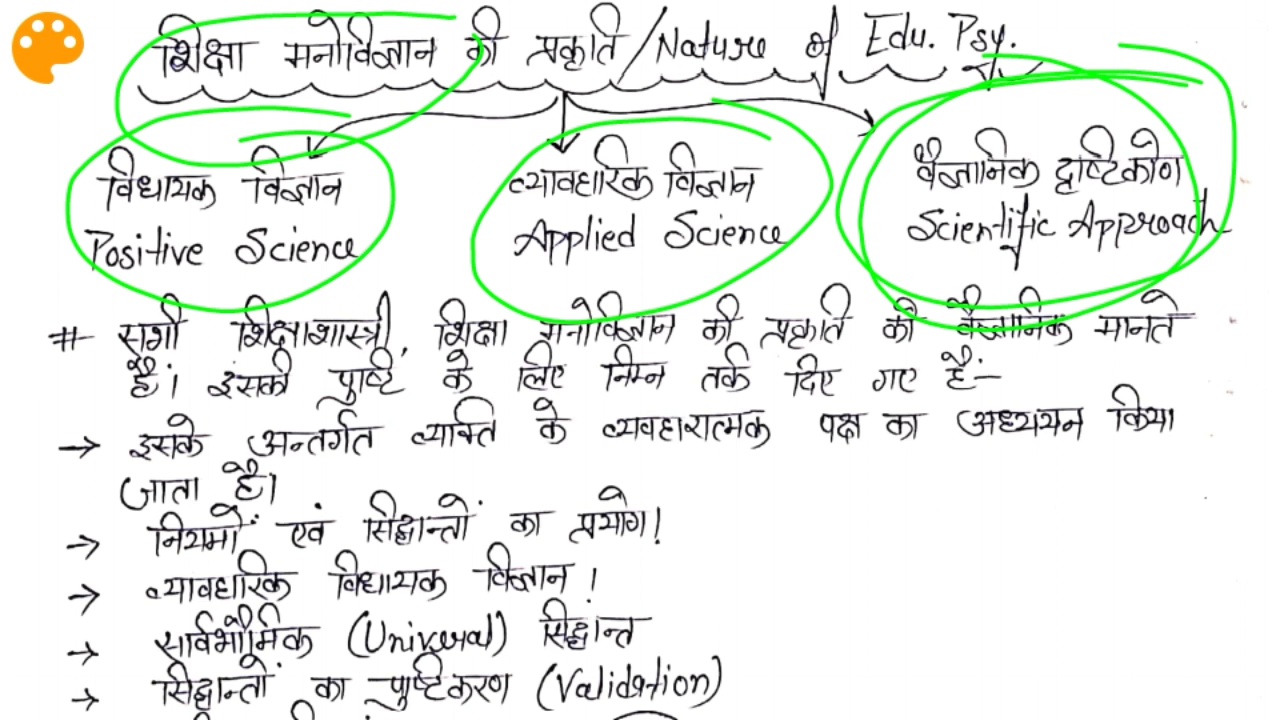 शिक्षा मनोविज्ञान की प्रकृति/Nature of Edu. Psy.
विधायक विज्ञान
Positive Science
व्यावहारिक विज्ञान
Applied Science
वैज्ञानिक दृष्टिकोण
Scientific Approach
# सभी शिक्षाशास्त्री, शिक्षा मनोविज्ञान की प्रकृति को वैज्ञानिक मानते
हैं। इसकी पुष्टि के लिए निम्न तर्क दिए गए हैं-
→ इसके अन्तर्गत व्यक्ति के व्यवहारात्मक पक्ष का अध्ययन किया
जाता है।
→ नियमों एवं सिद्धान्तों का प्रयोग।
→ व्यावहारिक विधायक विज्ञान।
→ सार्वभौमिक (Universal) सिद्धांत
→ सिद्धान्तों का पुष्टिकरण (Validation)